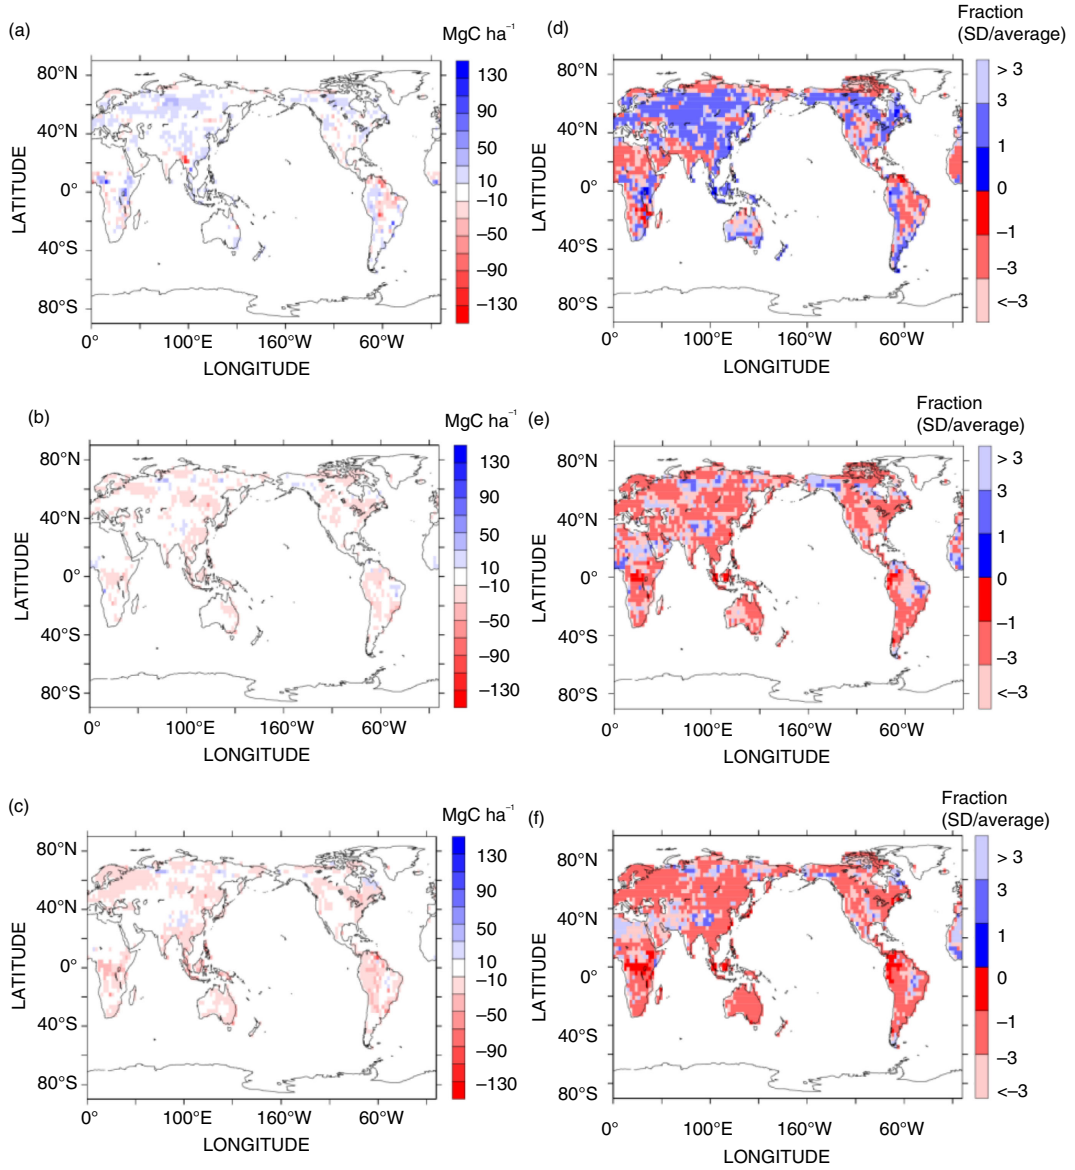 (a)
MgC ha⁻¹
80°N
40°N
0°
40°S
80°S
LATITUDE
0° 100°E 160°W 60°W
LONGITUDE
130
90
50
10
–10
–50
–90
–130
(d)
Fraction
(SD/average)
80°N
40°N
0°
40°S
80°S
LATITUDE
0° 100°E 160°W 60°W
LONGITUDE
> 3
3
1
0
–1
–3
<–3
(b)
MgC ha⁻¹
80°N
40°N
0°
40°S
80°S
LATITUDE
0° 100°E 160°W 60°W
LONGITUDE
130
90
50
10
–10
–50
–90
–130
(e)
Fraction
(SD/average)
80°N
40°N
0°
40°S
80°S
LATITUDE
0° 100°E 160°W 60°W
LONGITUDE
> 3
3
1
0
–1
–3
<–3
(c)
MgC ha⁻¹
80°N
40°N
0°
40°S
80°S
LATITUDE
0° 100°E 160°W 60°W
LONGITUDE
130
90
50
10
–10
–50
–90
–130
(f)
Fraction
(SD/average)
80°N
40°N
0°
40°S
80°S
LATITUDE
0° 100°E 160°W 60°W
LONGITUDE
> 3
3
1
0
–1
–3
<–3